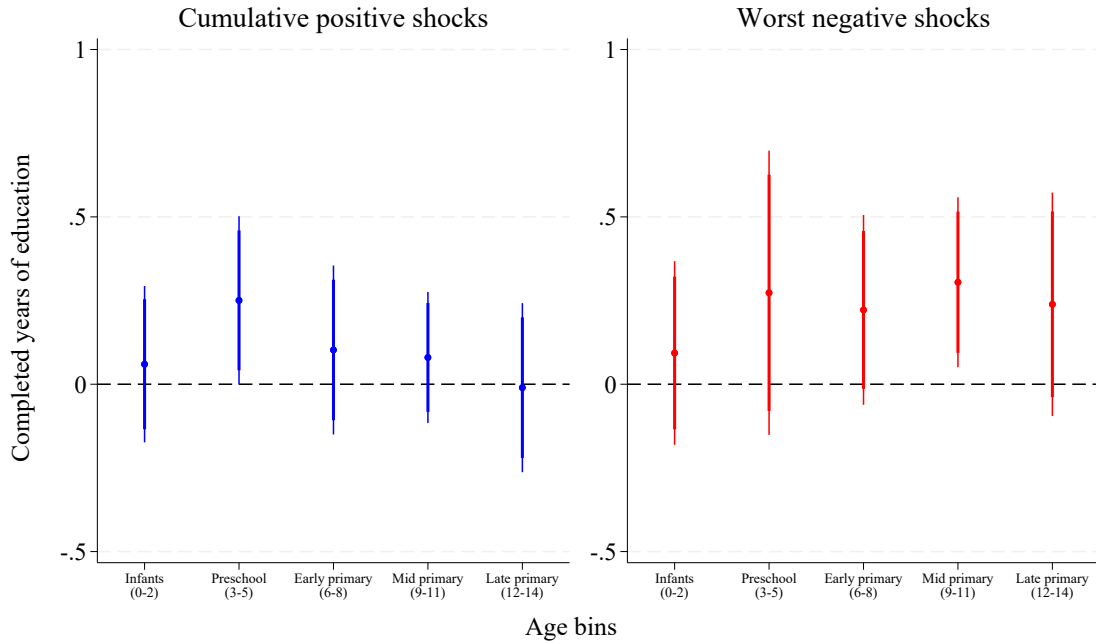 Cumulative positive shocks
Worst negative shocks
Completed years of education
1
.5
0
-.5
1
.5
0
-.5
Infants
(0-2)
Preschool
(3-5)
Early primary
(6-8)
Mid primary
(9-11)
Late primary
(12-14)
Infants
(0-2)
Preschool
(3-5)
Early primary
(6-8)
Mid primary
(9-11)
Late primary
(12-14)
Age bins